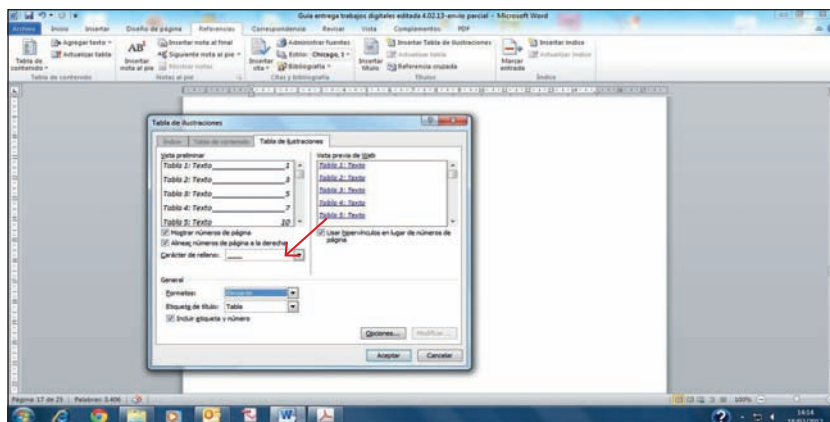 Guia entrega trabajos digitales editada 4.02.13-envio parcial - Microsoft Word
Archivo Inicio Insertar Diseño de página Referencias Correspondencia Revisar Vista Complementos PDF
Tabla de contenido
Agregar texto
Actualizar tabla
Tabla de contenido
AB¹
Insertar nota al pie
Insertar nota al final
Siguiente nota al pie
Mostrar notas
Notas al pie
Insertar cita
Administrar fuentes
Estilo: Chicago, 1
Bibliografía
Citas y bibliografía
Insertar título
Insertar Tabla de ilustraciones
Actualizar tabla
Referencia cruzada
Títulos
Marcar entrada
Insertar índice
Actualizar índice
Índice
Tabla de ilustraciones
Índice Tabla de contenido Tabla de ilustraciones
Vista preliminar
Tabla 1: Texto 1
Tabla 2: Texto 3
Tabla 3: Texto 5
Tabla 4: Texto 7
Tabla 5: Texto 10
Vista previa de Web
Tabla 1: Texto
Tabla 2: Texto
Tabla 3: Texto
Tabla 4: Texto
Tabla 5: Texto
Mostrar números de página
Alinear números de página a la derecha
Carácter de relleno:
Usar hipervínculos en lugar de números de página
General
Formatos: Elegante
Etiqueta de título: Tabla
Incluir etiqueta y número
Opciones... Modificar...
Aceptar Cancelar
Página: 17 de 25 Palabras: 3.406
100%
W
14:14